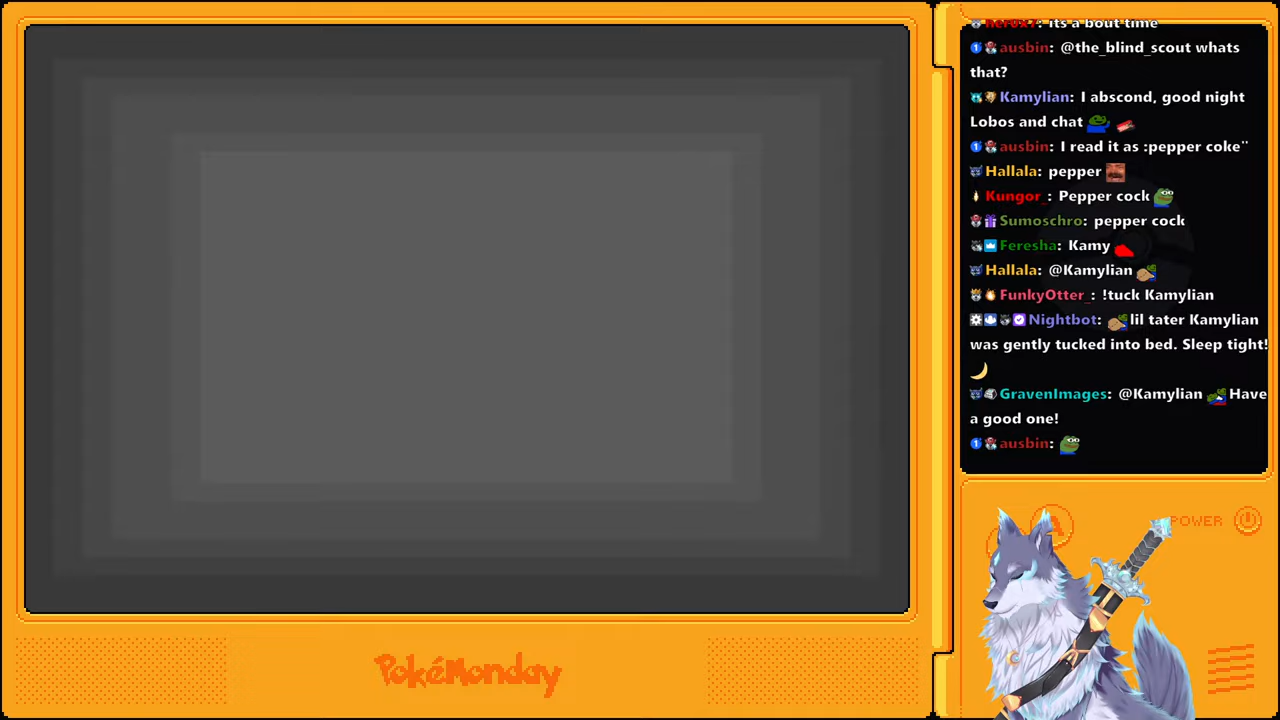 nerdx7: its a bout time
ausbin: @the_blind_scout whats
that?
Kamylian: I abscond, good night
Lobos and chat
ausbin: I read it as :pepper coke¨
Hallala: pepper
Kungor_: Pepper cock
Sumoschro: pepper cock
Feresha: Kamy
Hallala: @Kamylian
FunkyOtter_: !tuck Kamylian
Nightbot: lil tater Kamylian
was gently tucked into bed. Sleep tight!
GravenImages: @Kamylian Have
a good one!
ausbin:
A
POWER
PokéMonday